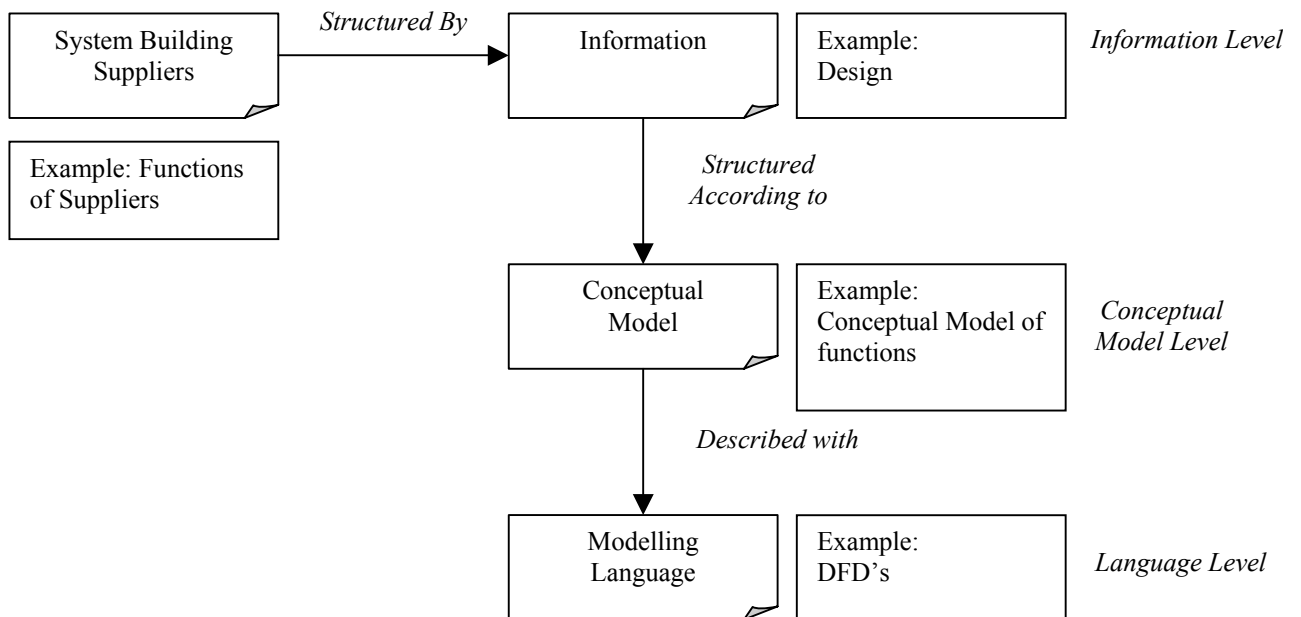 System Building
Suppliers
Structured By
Information
Example:
Design
Information Level
Example: Functions
of Suppliers
Structured
According to
Conceptual
Model
Example:
Conceptual Model of
functions
Conceptual
Model Level
Described with
Modelling
Language
Example:
DFD’s
Language Level